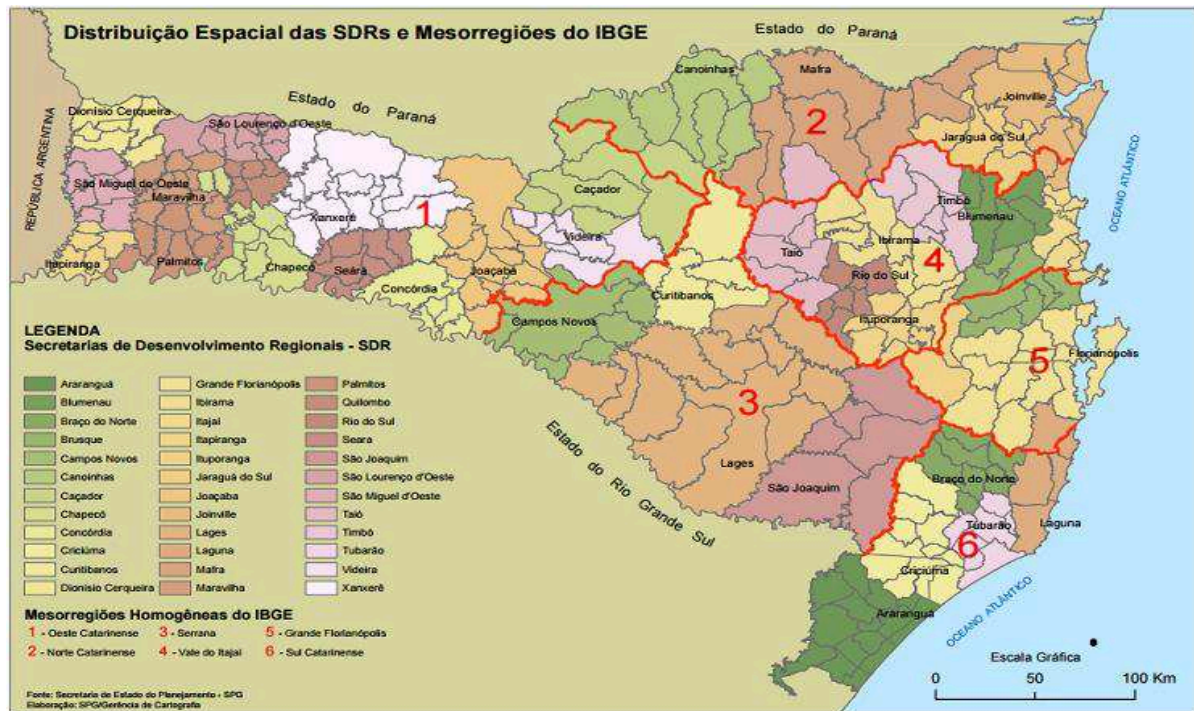 Distribuição Espacial das SDRs e Mesorregiões do IBGE
Estado do Paraná
Estado do Paraná
REPÚBLICA ARGENTINA
OCEANO ATLÂNTICO
Canoinhas
Mafra
Joinville
Dionísio Cerqueira
São Lourenço d'Oeste
2
Jaraguá do Sul
São Miguel do Oeste
Maravilha
Caçador
Timbó
Blumenau
Xanxerê
1
Videira
Ibirama
4
Taió
Itapiranga
Palmitos
Chapecó
Seara
Joaçaba
Rio do Sul
Concórdia
Curitibanos
Campos Novos
Ituporanga
Florianópolis
5
3
Estado do Rio Grande Sul
Lages
São Joaquim
Braço do Norte
Tubarão
Laguna
6
Criciúma
Araranguá
OCEANO ATLÂNTICO
LEGENDA
Secretarias de Desenvolvimento Regionais - SDR
Araranguá
Blumenau
Braço do Norte
Brusque
Campos Novos
Canoinhas
Caçador
Chapecó
Concórdia
Criciúma
Curitibanos
Dionísio Cerqueira
Grande Florianópolis
Ibirama
Itajaí
Itapiranga
Ituporanga
Jaraguá do Sul
Joaçaba
Joinville
Lages
Laguna
Mafra
Maravilha
Palmitos
Quilombo
Rio do Sul
Seara
São Joaquim
São Lourenço d'Oeste
São Miguel d'Oeste
Taió
Timbó
Tubarão
Videira
Xanxerê
Mesorregiões Homogêneas do IBGE
1 - Oeste Catarinense
2 - Norte Catarinense
3 - Serrana
4 - Vale do Itajaí
5 - Grande Florianópolis
6 - Sul Catarinense
Fonte: Secretaria de Estado do Planejamento - SPG
Elaboração: SPG/Gerência de Cartografia
Escala Gráfica
0 50 100 Km